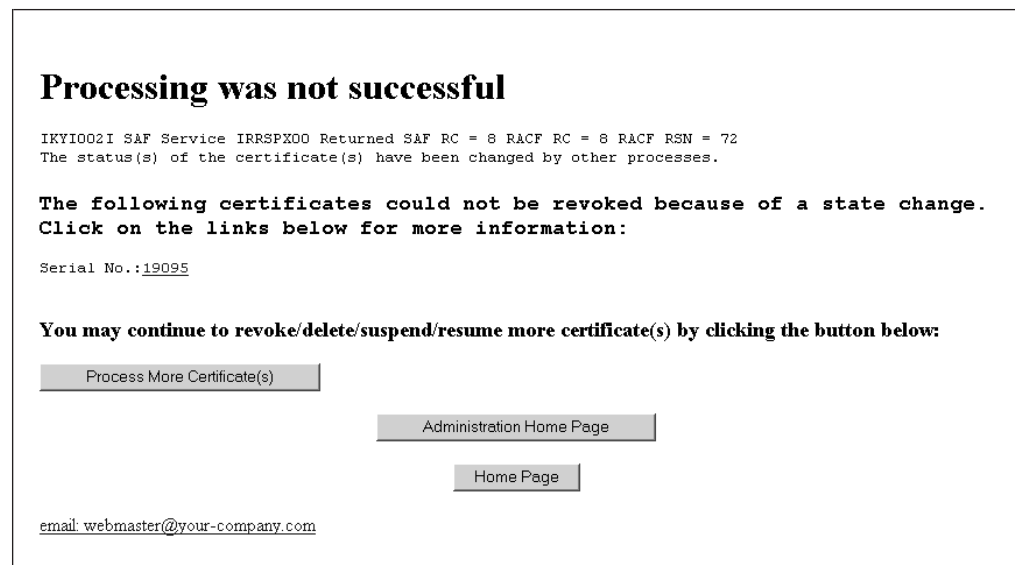 Processing was not successful
IKYI002I SAF Service IRRSPX00 Returned SAF RC = 8 RACF RC = 8 RACF RSN = 72
The status(s) of the certificate(s) have been changed by other processes.
The following certificates could not be revoked because of a state change.
Click on the links below for more information:
Serial No.:19095
You may continue to revoke/delete/suspend/resume more certificate(s) by clicking the button below:
Process More Certificate(s)
Administration Home Page
Home Page
email: webmaster@your-company.com